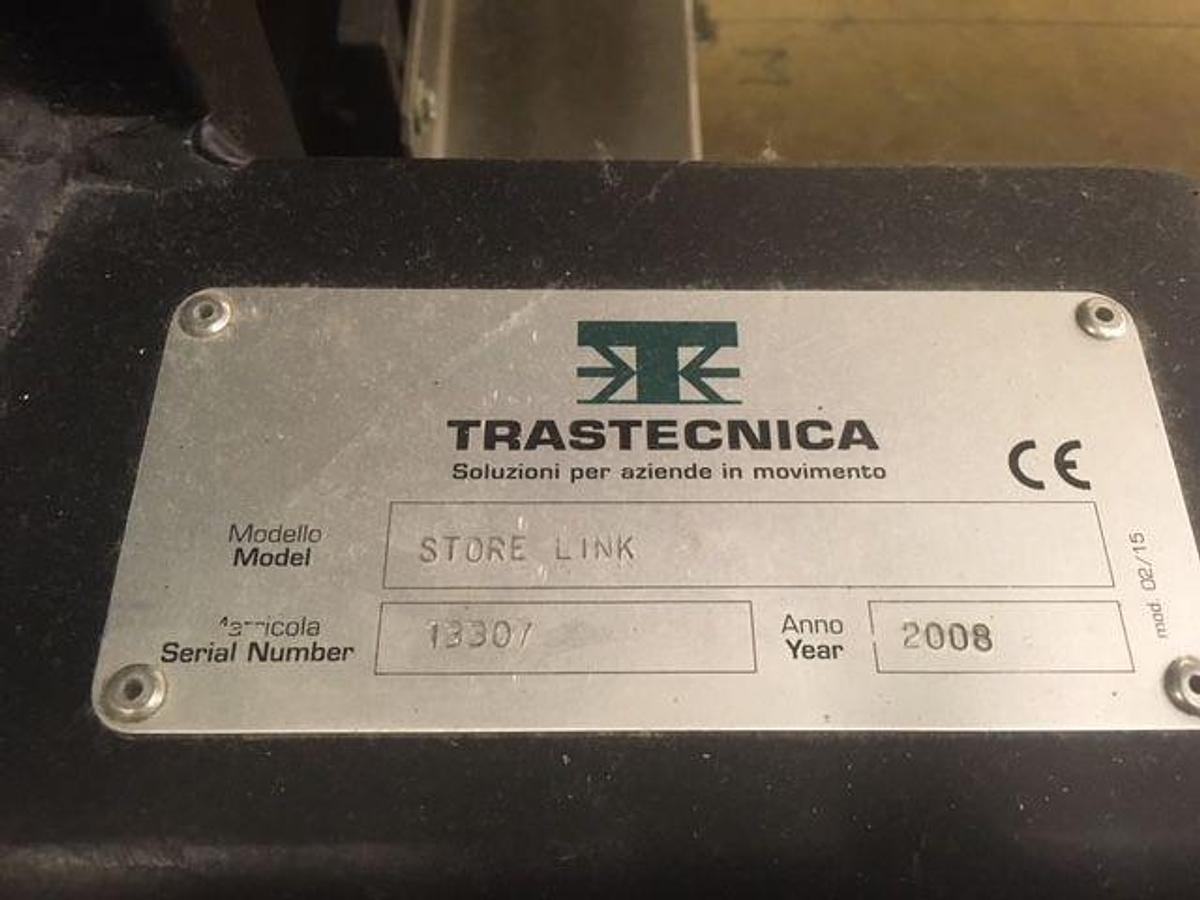 TRASTECNICA
Soluzioni per aziende in movimento
CE
Modello
Model
STORE LINK
Serial Number
Anno
Year
2008
mod. 02/15